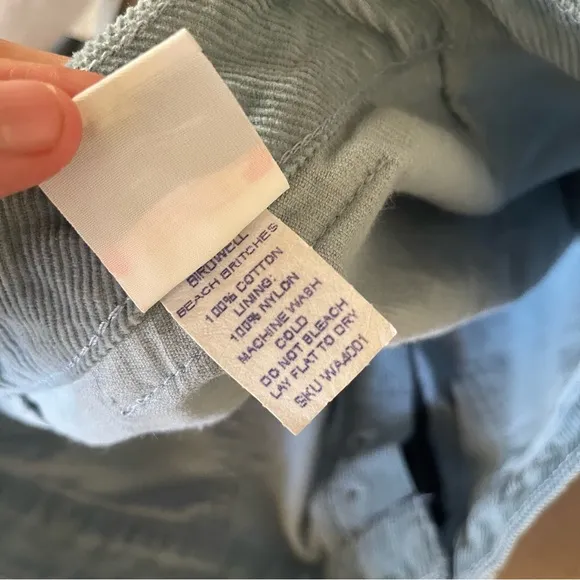 BIRDWELL
BEACH BRITCHES
100% COTTON
LINING:
100% NYLON
MACHINE WASH
COLD
DO NOT BLEACH
LAY FLAT TO DRY
SKU WA4001